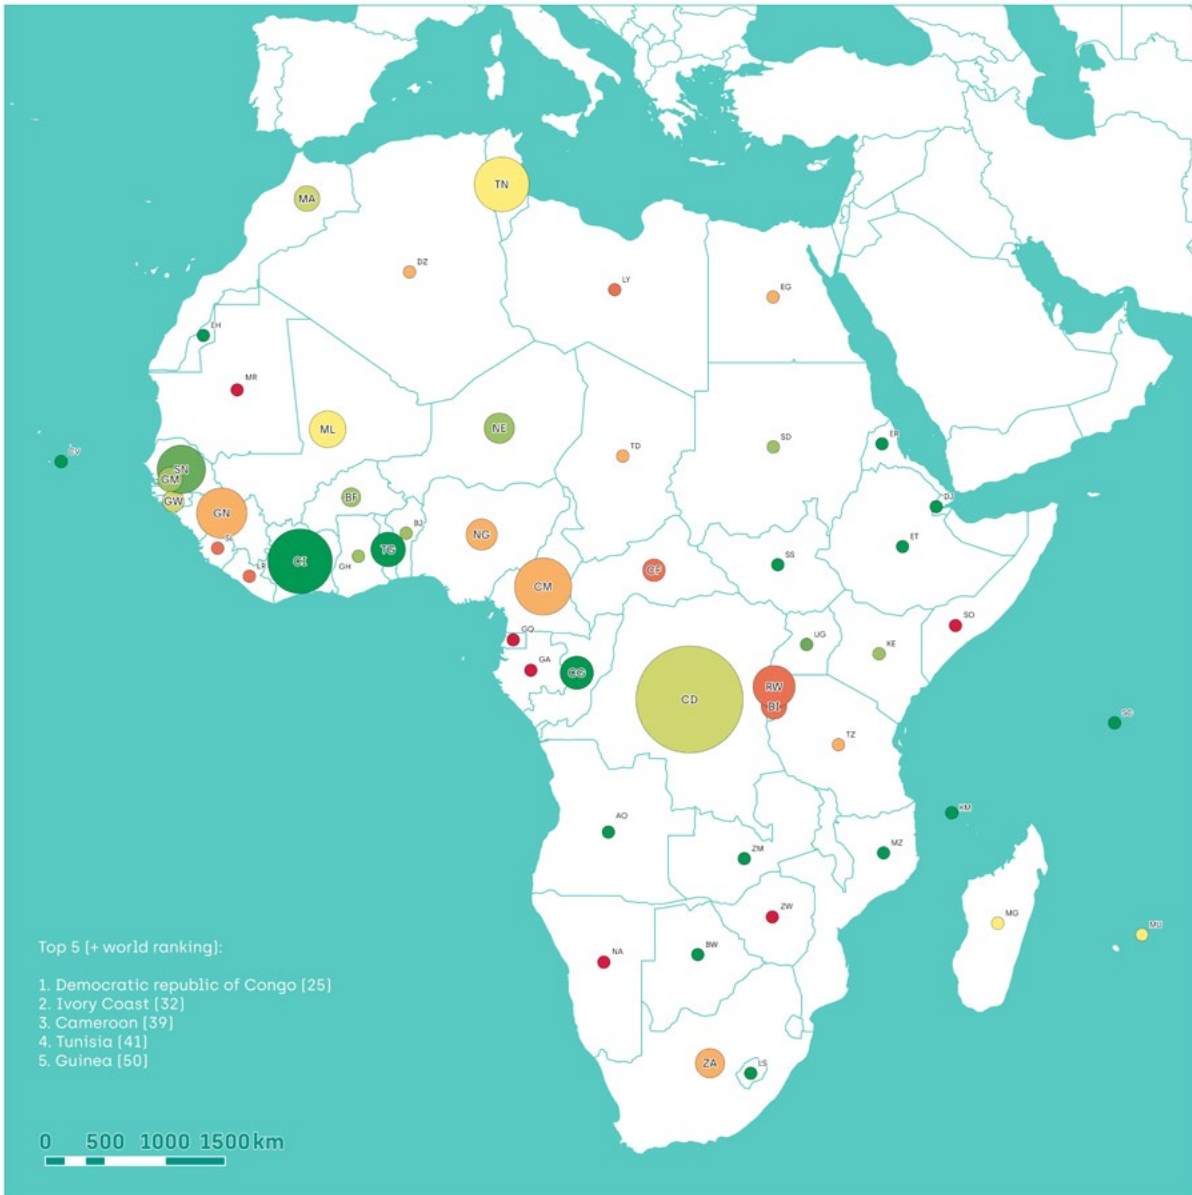 TN
MA
DZ
LY
EG
EH
MR
ML
NE
SD
ER
TD
CV
SN
GM
GW
BF
DJ
GN
NG
BJ
SL
CI
TG
ET
GH
SS
LR
CM
CF
SO
GQ
UG
KE
GA
CG
CD
RW
BI
SC
TZ
KM
AO
MZ
ZM
ZW
MG
MU
BW
NA
Top 5 (+ world ranking):
1. Democratic republic of Congo (25)
2. Ivory Coast (32)
3. Cameroon (39)
4. Tunisia (41)
5. Guinea (50)
ZA
LS
0 500 1000 1500 km